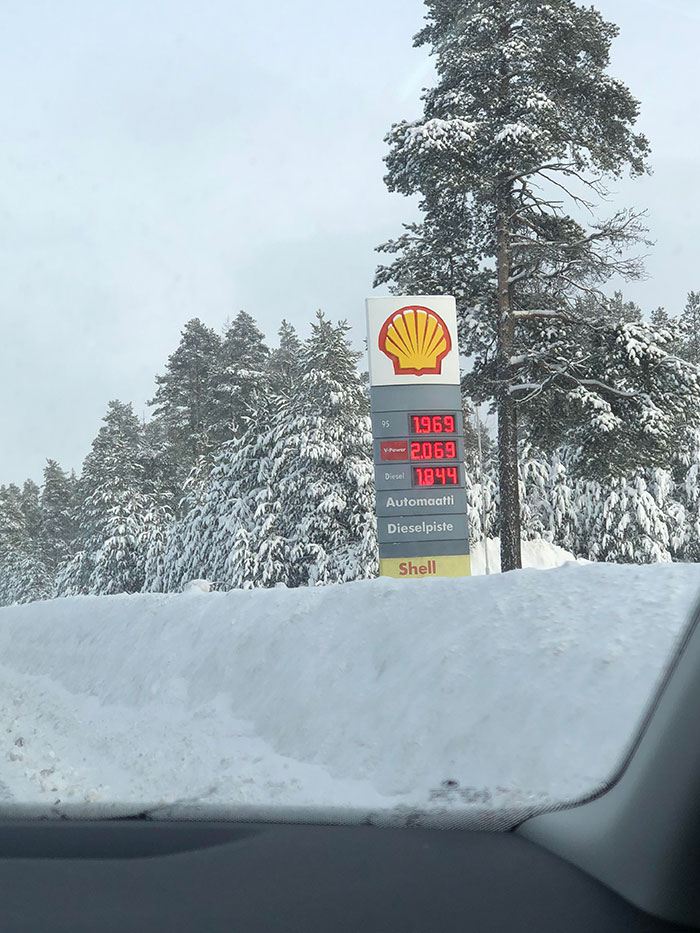 95 1.969
V-Power 2.069
Diesel 1.844
Automaatti
Dieselpiste
Shell